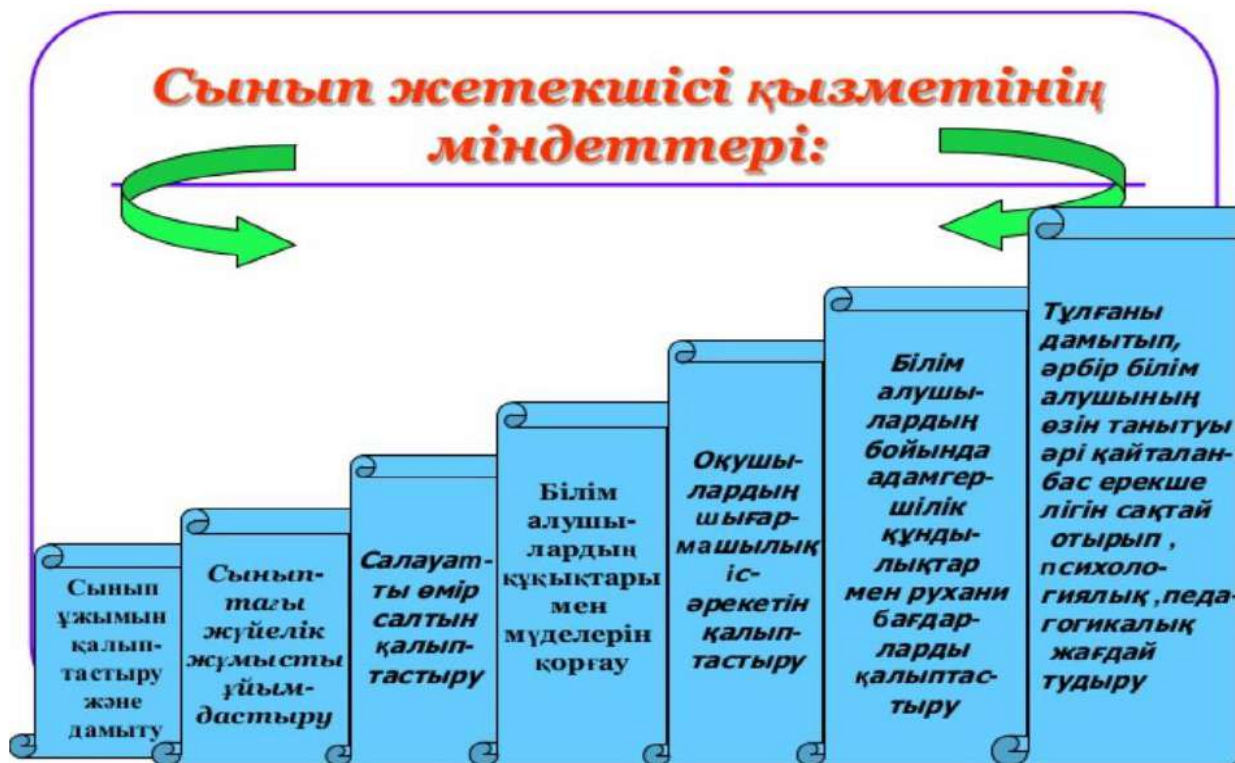 Сынып жетекшісі қызметінің
міндеттері:
Сынып
ұжымын
қалып-
тастыру
және
дамыту
Сынып-
тағы
жүйелік
жұмысты
ұйым-
дастыру
Салауат-
ты өмір
салтын
қалып-
тастыру
Білім
алушы-
лардың
құқықтары
мен
мүделерін
қорғау
Оқушы-
лардың
шығар-
машылық
іс-
әрекетін
қалып-
тастыру
Білім
алушы-
лардың
бойында
адамгер-
шілік
құнды-
лықтар
мен рухани
бағдар-
ларды
қалыптас-
тыру
Тұлғаны
дамытып,
әрбір білім
алушының
өзін танытуы
әрі қайталан-
бас ерекше
лігін сақтай
отырып ,
психоло-
гиялық ,педа-
гогикалық
жағдай
тудыру